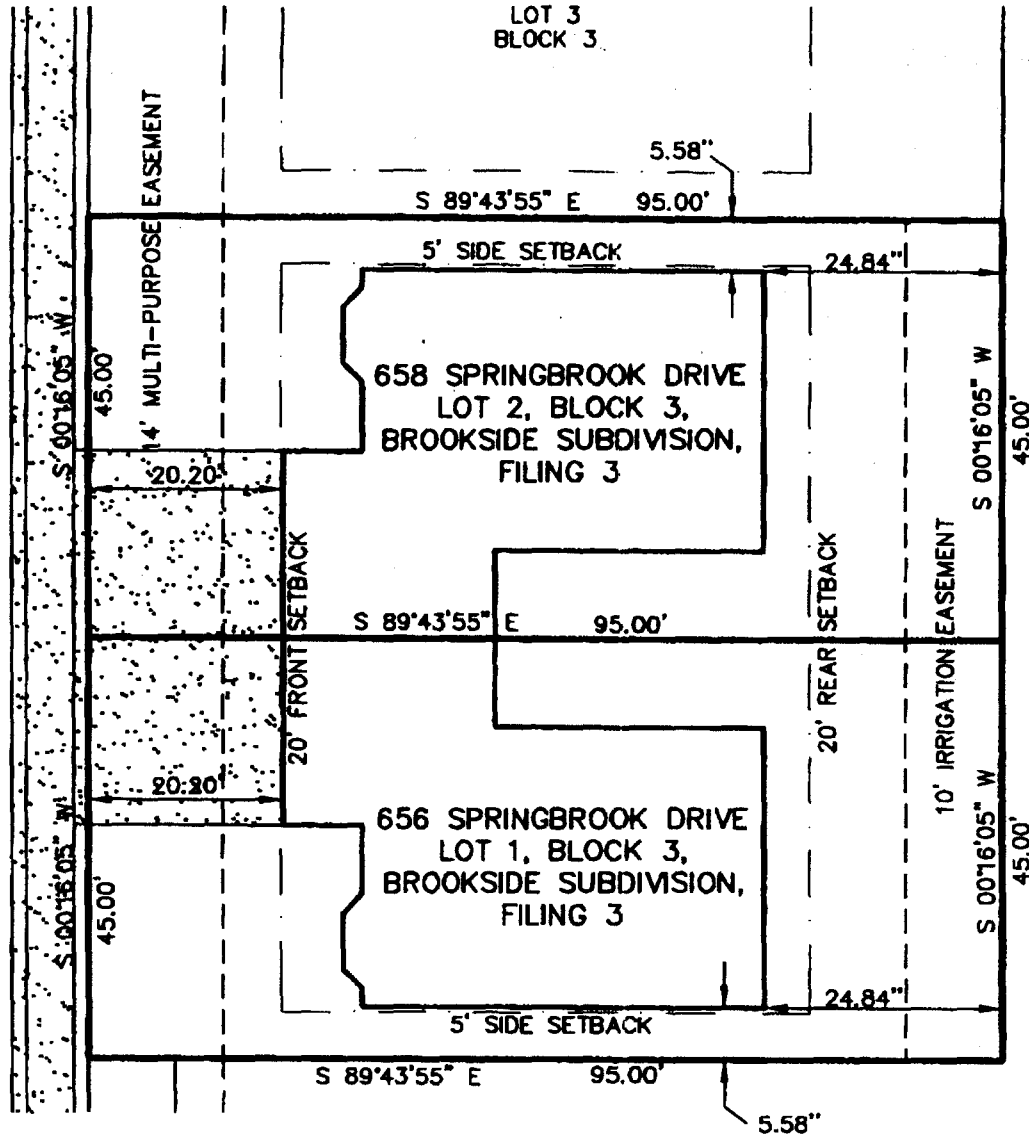 LOT 3
BLOCK 3
5.58"
S 89°43'55" E 95.00'
5' SIDE SETBACK
24.84"
14' MULTI-PURPOSE EASEMENT
S 00°16'05" W
45.00'
658 SPRINGBROOK DRIVE
LOT 2, BLOCK 3,
BROOKSIDE SUBDIVISION,
FILING 3
S 00°16'05" W
45.00'
20.20'
20' FRONT SETBACK
S 89°43'55" E 95.00'
20' REAR SETBACK
10' IRRIGATION EASEMENT
20.20'
656 SPRINGBROOK DRIVE
LOT 1, BLOCK 3,
BROOKSIDE SUBDIVISION,
FILING 3
S 00°16'05" W
45.00'
S 00°16'05" W
45.00'
24.84"
5' SIDE SETBACK
S 89°43'55" E 95.00'
5.58"